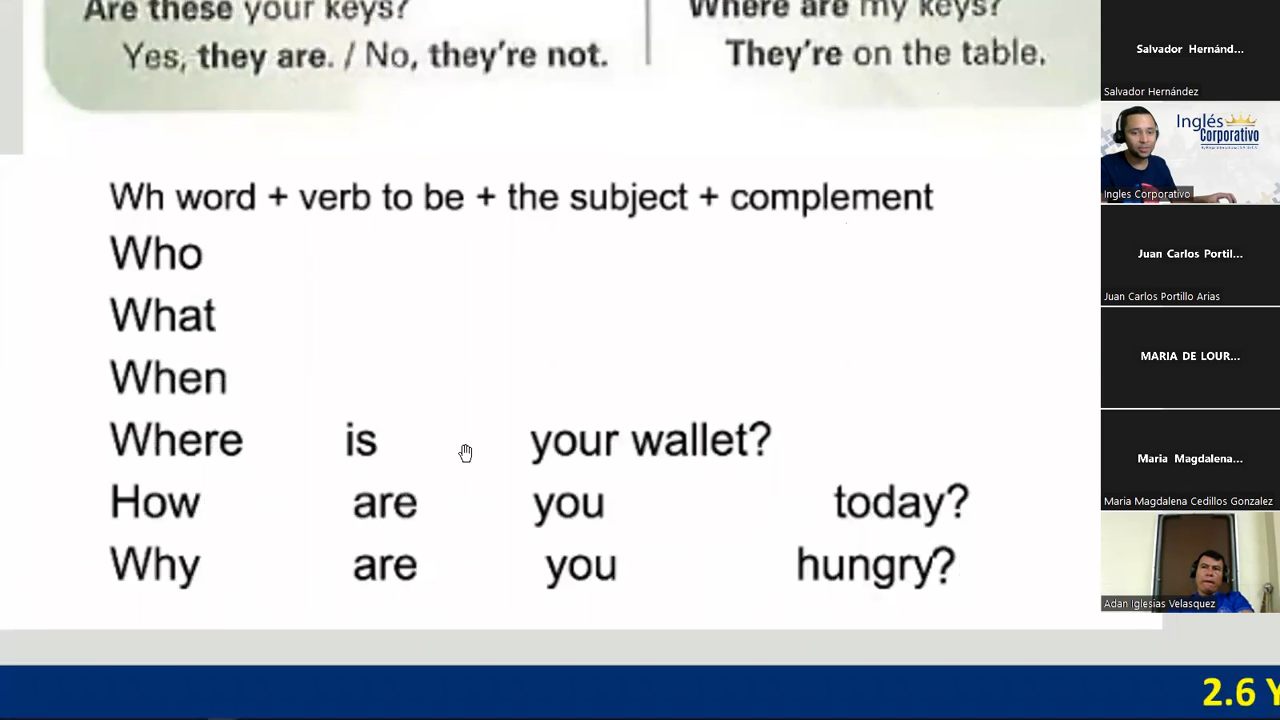 Are these your keys?
Yes, they are. / No, they're not.
Where are my keys?
They're on the table.
Wh word + verb to be + the subject + complement
Who
What
When
Where is your wallet?
How are you today?
Why are you hungry?
2.6 Y
Salvador Hernánd...
Salvador Hernández
Inglés
Corporativo
Ingles Corporativo
Juan Carlos Portil...
Juan Carlos Portillo Arias
MARIA DE LOUR...
Maria Magdalena...
Maria Magdalena Cedillos Gonzalez
Adan Iglesias Velasquez